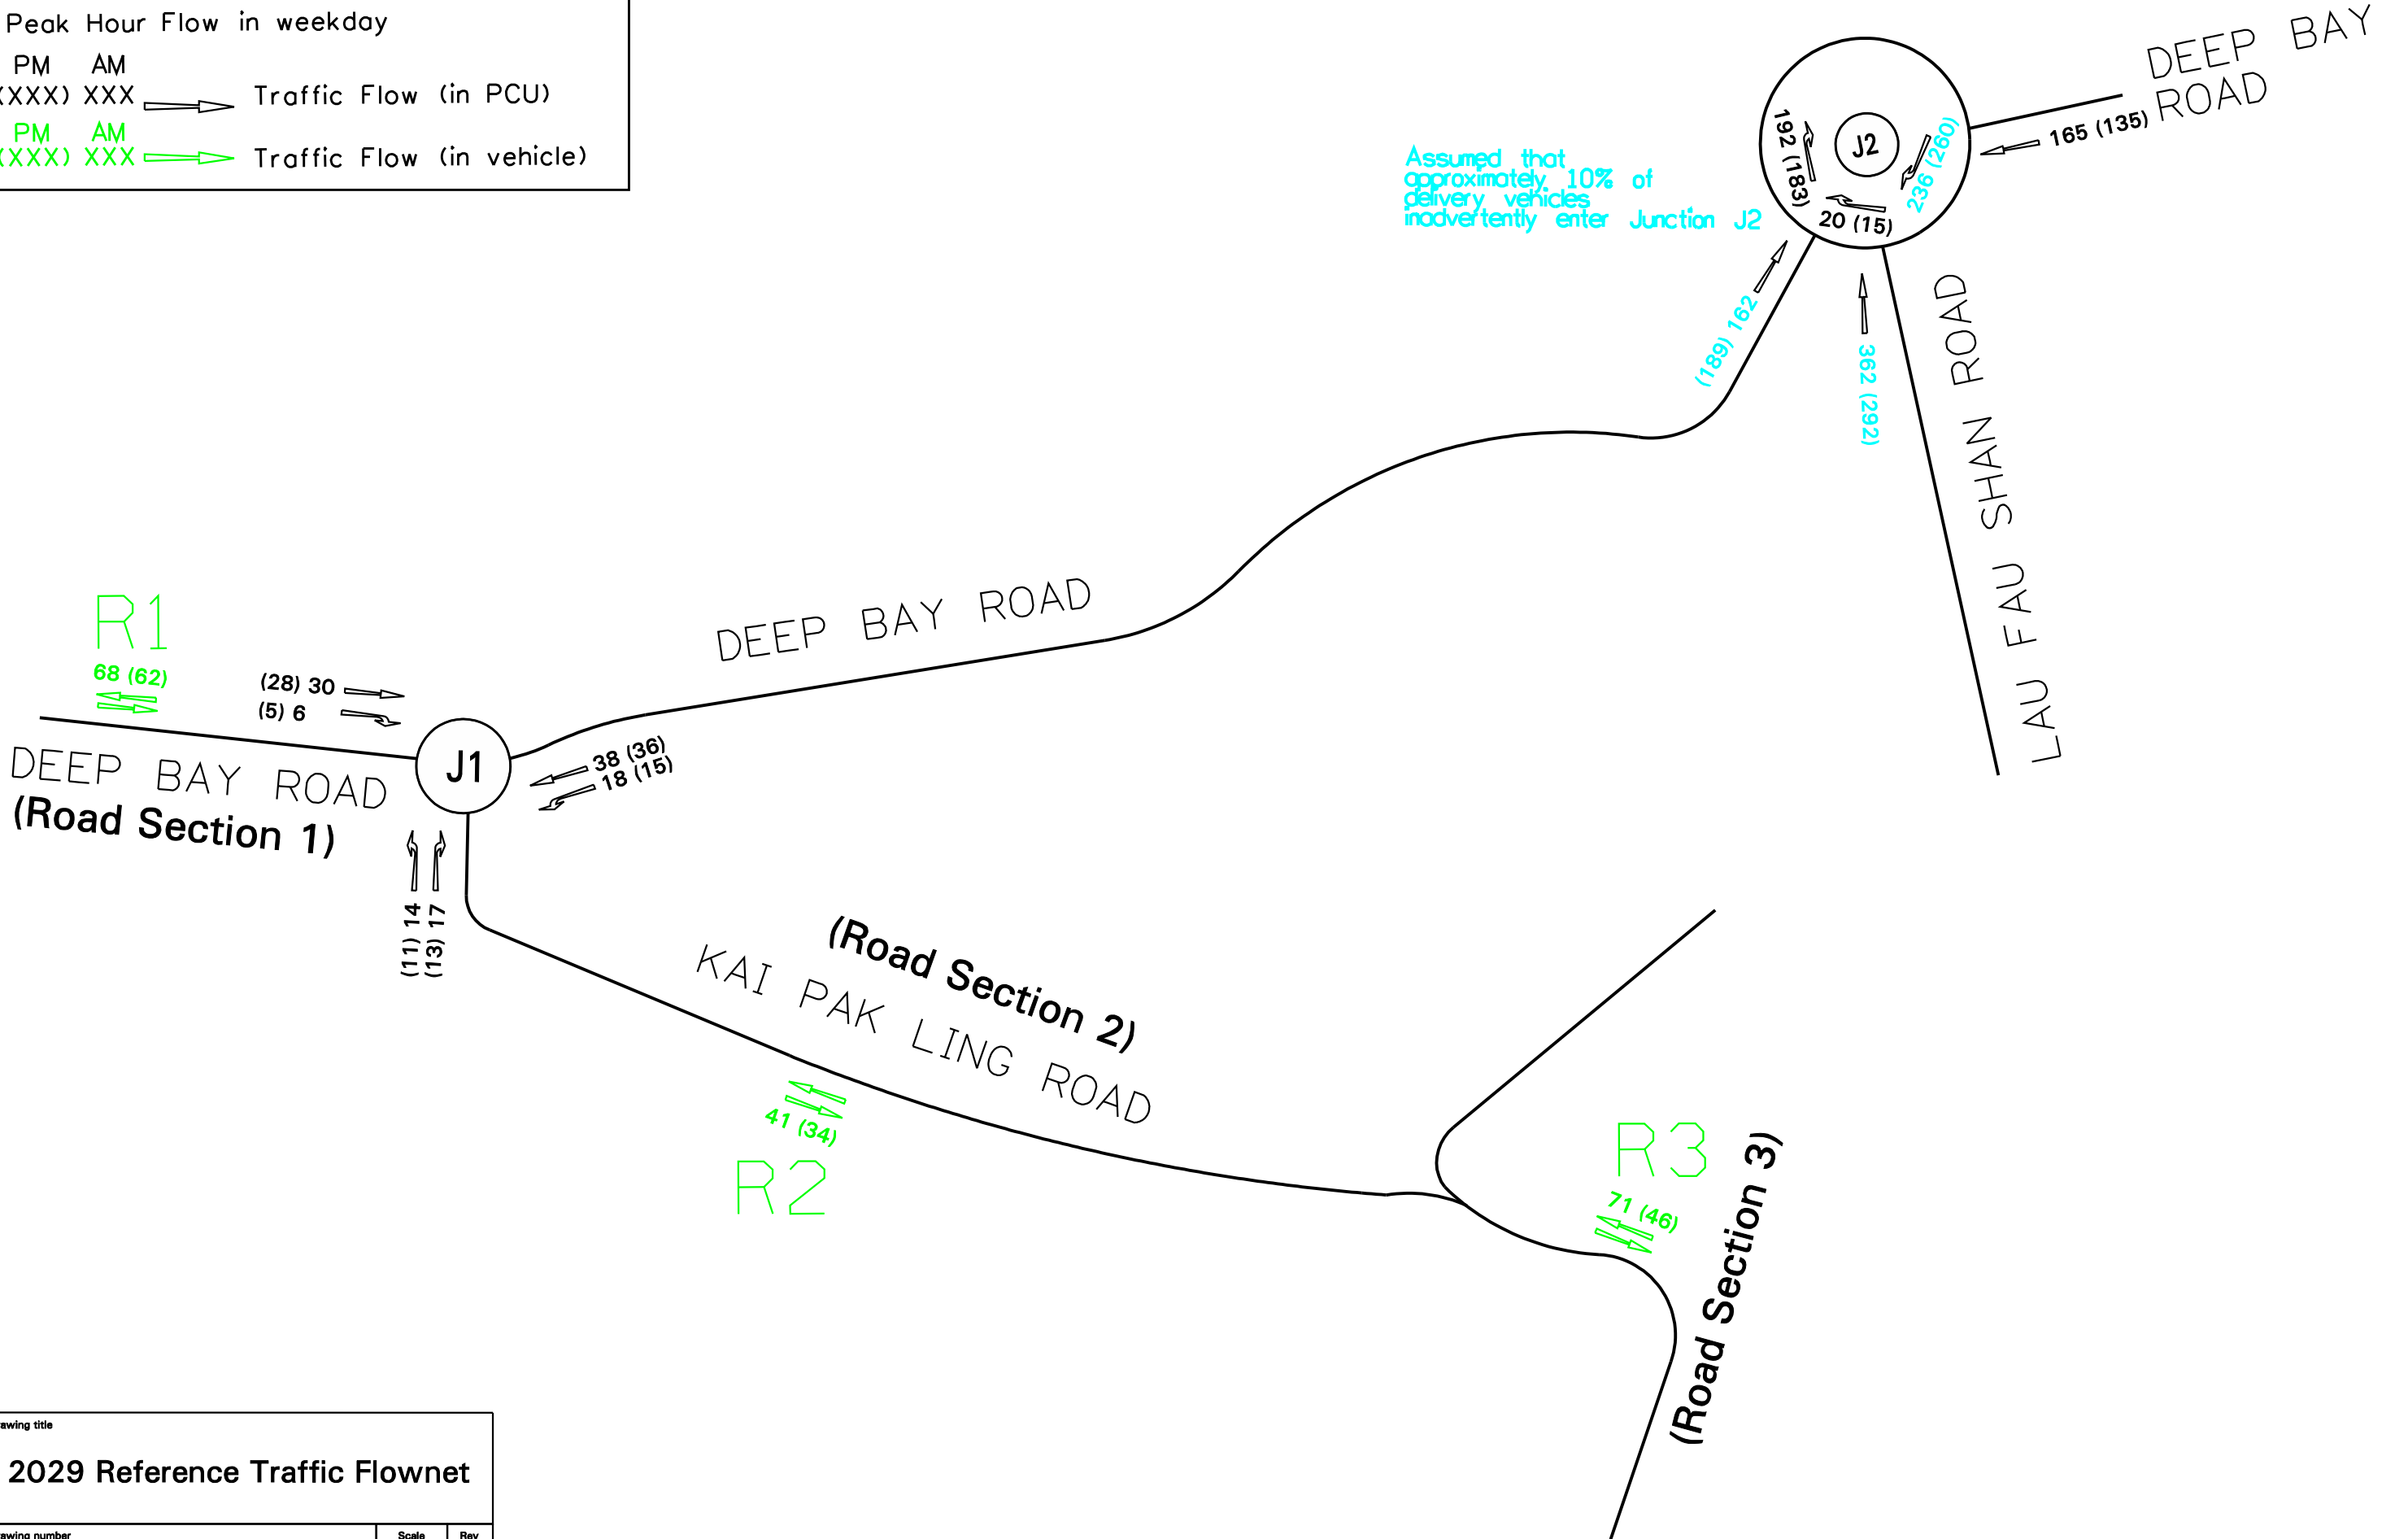 Peak Hour Flow in weekday
PM AM
(XXX) XXX Traffic Flow (in PCU)
PM AM
(XXX) XXX Traffic Flow (in vehicle)
DEEP BAY
ROAD
165 (135)
J2
192 (183)
236 (260)
20 (15)
Assumed that
approximately 10% of
delivery vehicles
inadvertently enter Junction J2
(189) 162
362 (292)
LAU FAU SHAN ROAD
DEEP BAY ROAD
R1
68 (62)
(28) 30
(5) 6
J1
38 (36)
18 (15)
DEEP BAY ROAD
(Road Section 1)
(11) 14
(13) 17
(Road Section 2)
KAI PAK LING ROAD
41 (34)
R2
R3
71 (46)
(Road Section 3)
awing title
2029 Reference Traffic Flownet
awing number Scale Rev